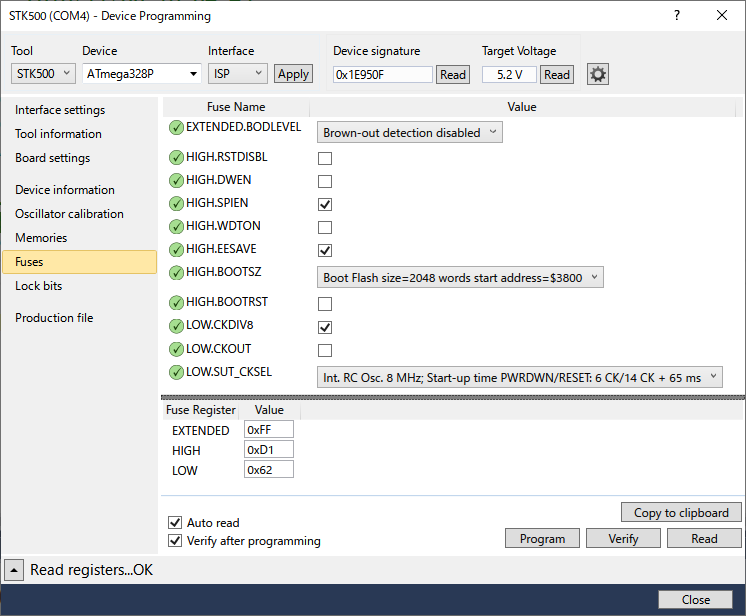 STK500 (COM4) - Device Programming
Tool Device Interface Device signature Target Voltage
STK500 ATmega328P ISP Apply 0x1E950F Read 5.2 V Read
Interface settings
Tool information
Board settings
Device information
Oscillator calibration
Memories
Fuses
Lock bits
Production file
Fuse Name Value
EXTENDED.BODLEVEL Brown-out detection disabled
HIGH.RSTDISBL
HIGH.DWEN
HIGH.SPIEN
HIGH.WDTON
HIGH.EESAVE
HIGH.BOOTSZ Boot Flash size=2048 words start address=$3800
HIGH.BOOTRST
LOW.CKDIV8
LOW.CKOUT
LOW.SUT_CKSEL Int. RC Osc. 8 MHz; Start-up time PWRDWN/RESET: 6 CK/14 CK + 65 ms
Fuse Register Value
EXTENDED 0xFF
HIGH 0xD1
LOW 0x62
Copy to clipboard
Auto read
Verify after programming
Program Verify Read
Read registers...OK
Close